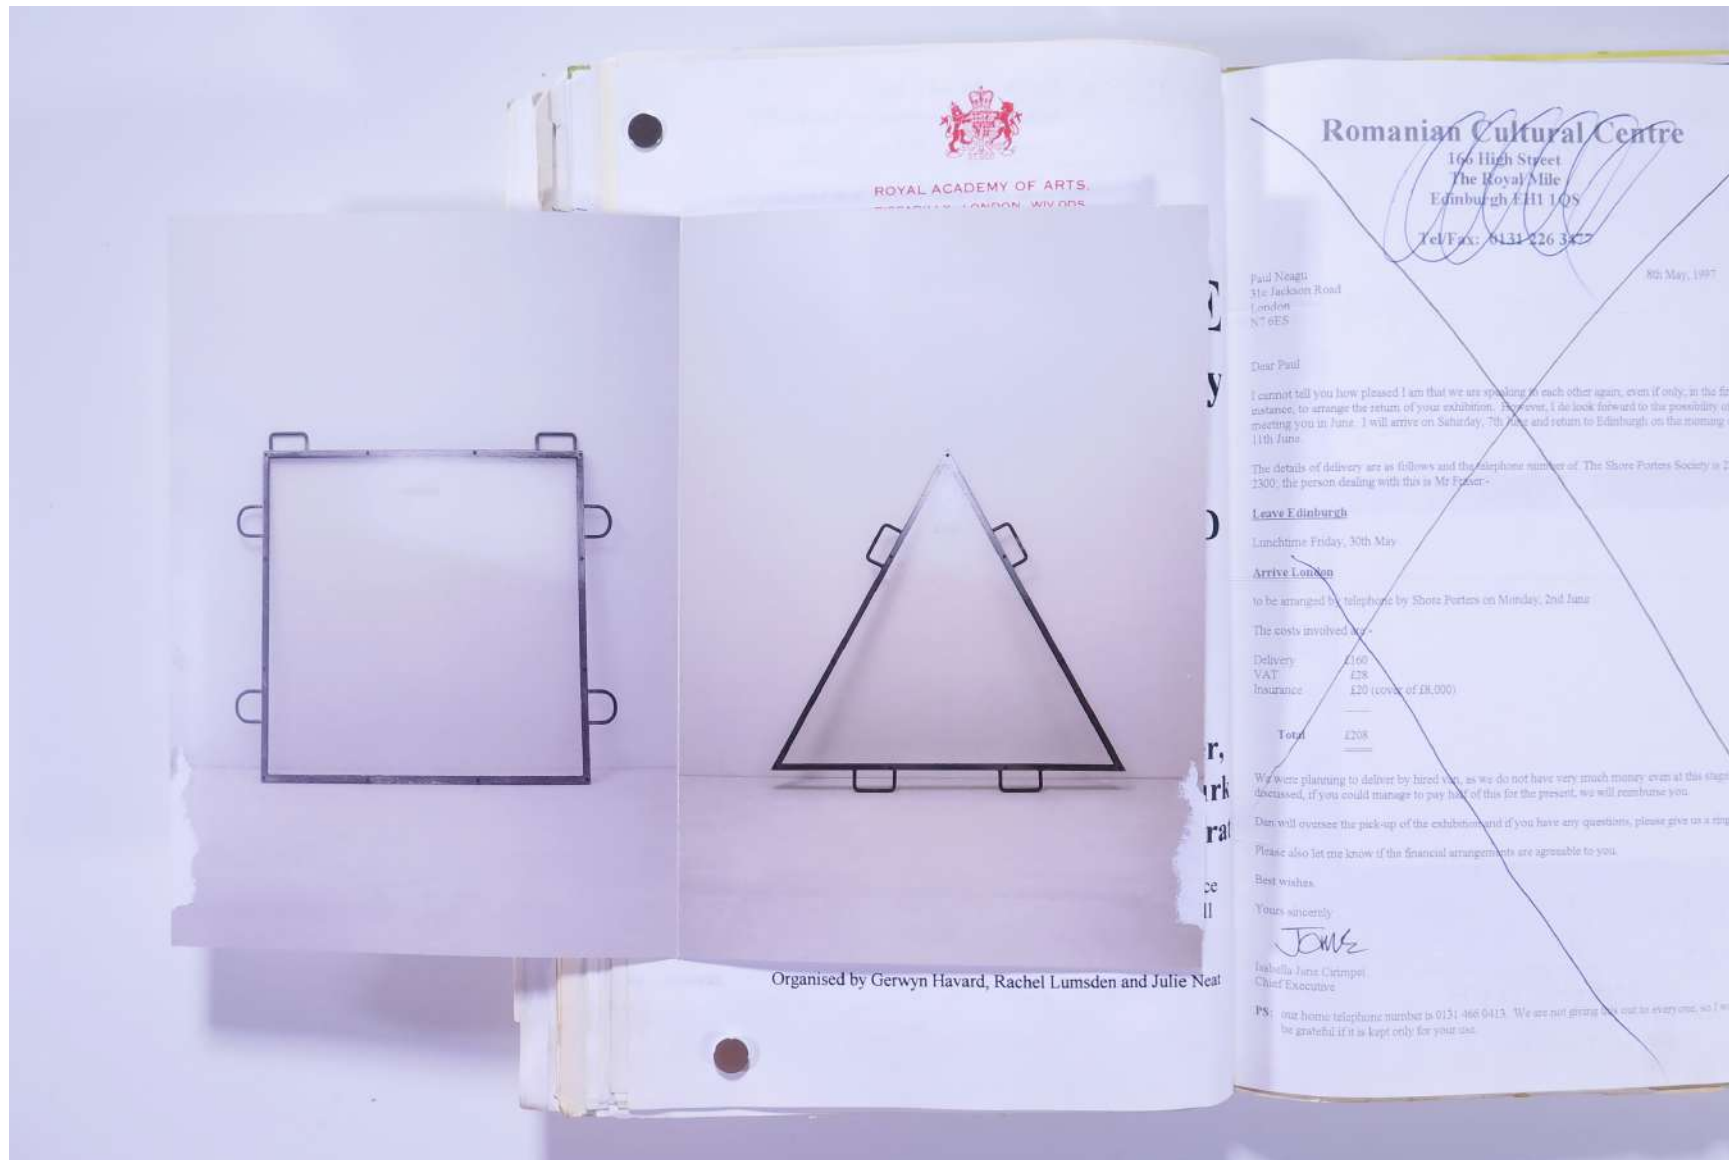 ROYAL ACADEMY OF ARTS,
PICCADILLY, LONDON, W1V 0DS
E
y
r,
ce
ll
Organised by Gerwyn Havard, Rachel Lumsden and Julie Neat
Romanian Cultural Centre
166 High Street
The Royal Mile
Edinburgh EH1 1QS
Tel/Fax: 0131 226 3477
Paul Neagu
8th May, 1997
31c Jackson Road
London
N7 6ES
Dear Paul
I cannot tell you how pleased I am that we are speaking to each other again, even if only, in the
instance, to arrange the return of your exhibition. However, I do look forward to the possibility of
meeting you in June. I will arrive on Saturday, 7th June and return to Edinburgh on the morning
11th June.
The details of delivery are as follows and the telephone number of The Shore Porters Society is
2300; the person dealing with this is Mr Fraser:-
Leave Edinburgh
Lunchtime Friday, 30th May
Arrive London
to be arranged by telephone by Shore Porters on Monday, 2nd June
The costs involved are:-
Delivery £160
VAT £28
Insurance £20 (cover of £8,000)
Total £208
We were planning to deliver by hired van, as we do not have very much money even at this stage
discussed, if you could manage to pay half of this for the present, we will reimburse you.
Dan will oversee the pick-up of the exhibition and if you have any questions, please give us a ring
Please also let me know if the financial arrangements are agreeable to you.
Best wishes.
Yours sincerely
Jane
Isabella Jane Cirimpei
Chief Executive
PS: our home telephone number is 0131 466 0413. We are not giving this out to everyone, so I
be grateful if it is kept only for your use.